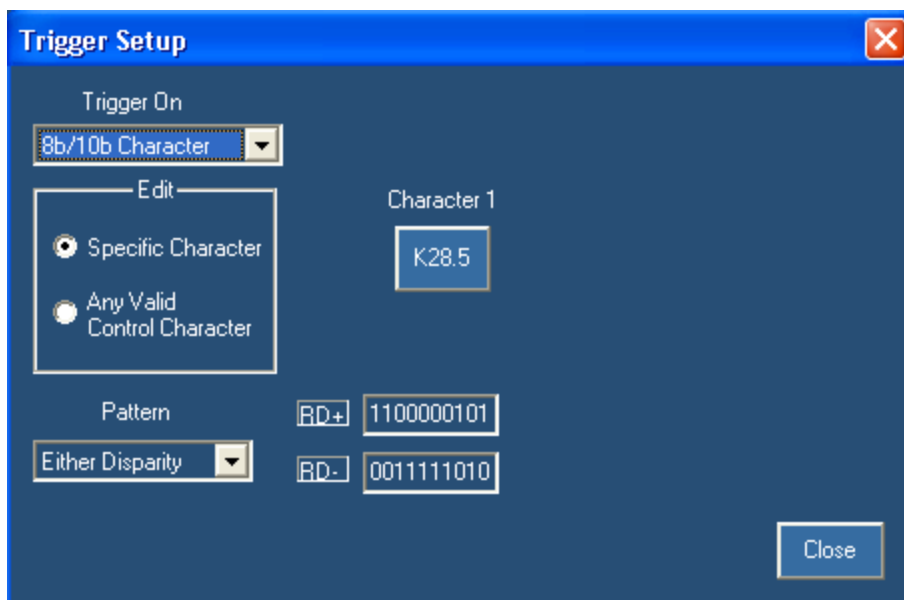 Trigger Setup
Trigger On
8b/10b Character
Edit
Specific Character
Any Valid
Control Character
Character 1
K28.5
Pattern
Either Disparity
RD+ 1100000101
RD- 0011111010
Close